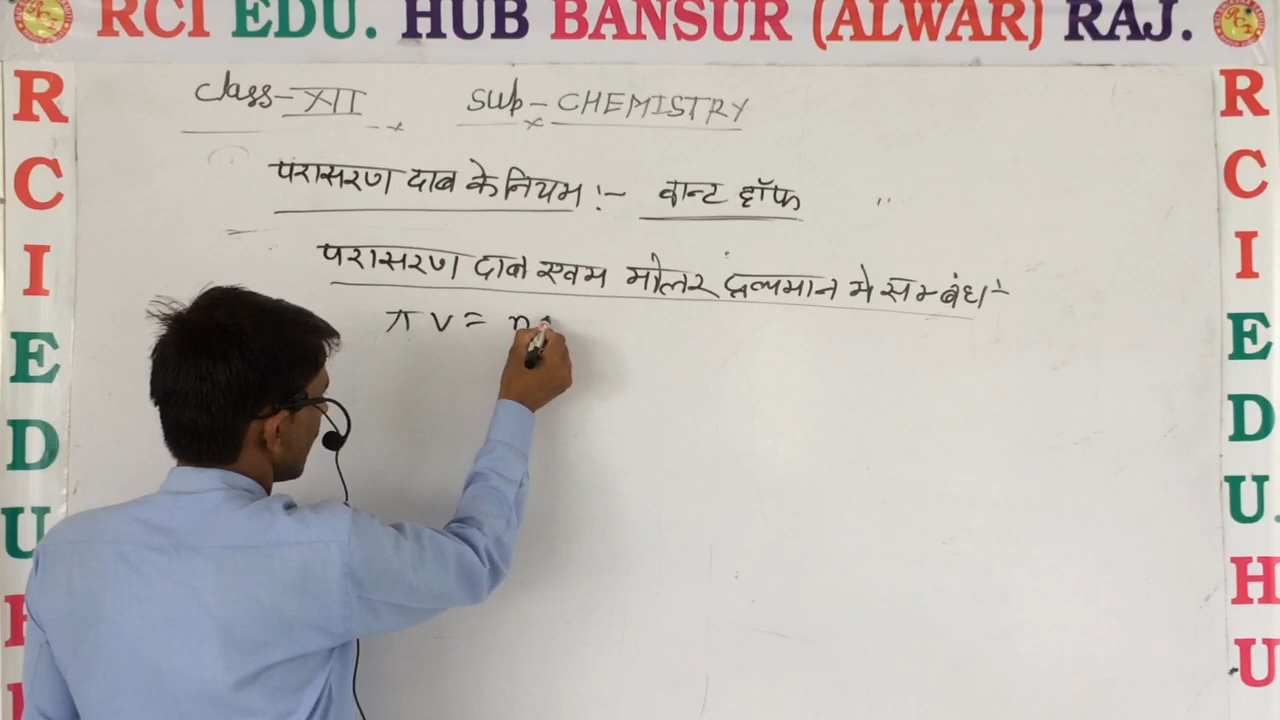 RCI EDU. HUB BANSUR (ALWAR) RAJ.
Class-XII Sub-CHEMISTRY
परासरण दाब के नियम :- वान्ट हॉफ
परासरण दाब एवम मोलर द्रव्यमान मे सम्बंध :-
π V = n
R
C
I
E
D
U
R
C
I
E
D
U.
H
U